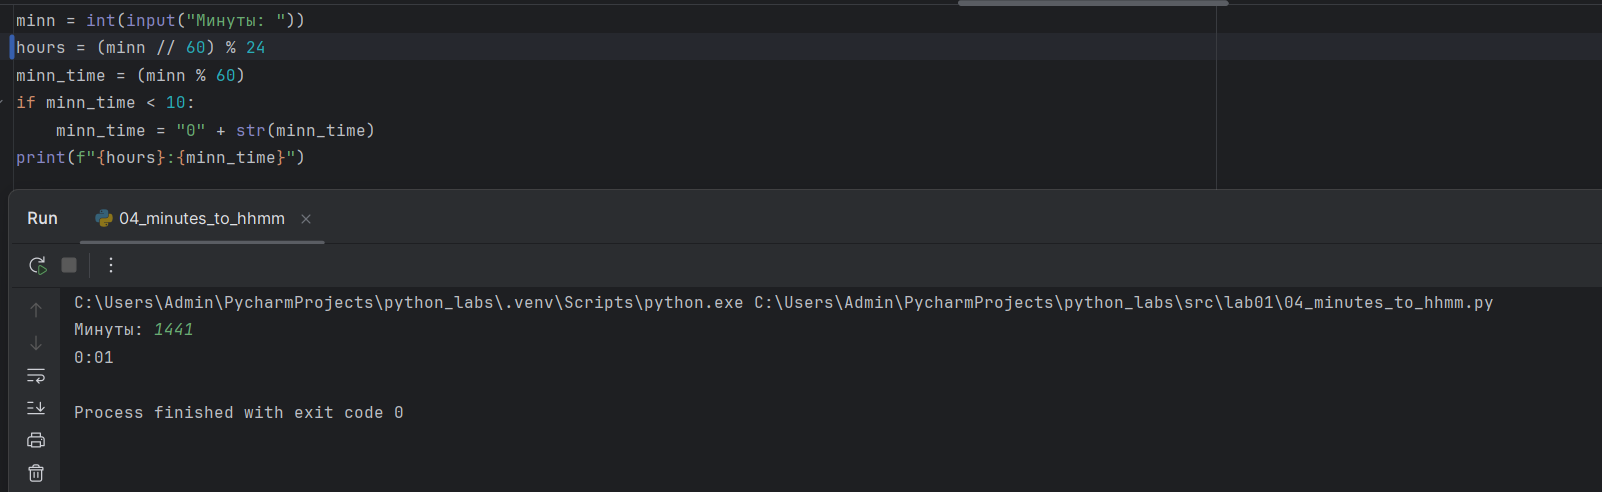 minn = int(input("Минуты: "))
hours = (minn // 60) % 24
minn_time = (minn % 60)
if minn_time < 10:
    minn_time = "0" + str(minn_time)
print(f"{hours}:{minn_time}")
Run 04_minutes_to_hhmm
C:\Users\Admin\PycharmProjects\python_labs\.venv\Scripts\python.exe C:\Users\Admin\PycharmProjects\python_labs\src\lab01\04_minutes_to_hhmm.py
Минуты: 1441
0:01
Process finished with exit code 0